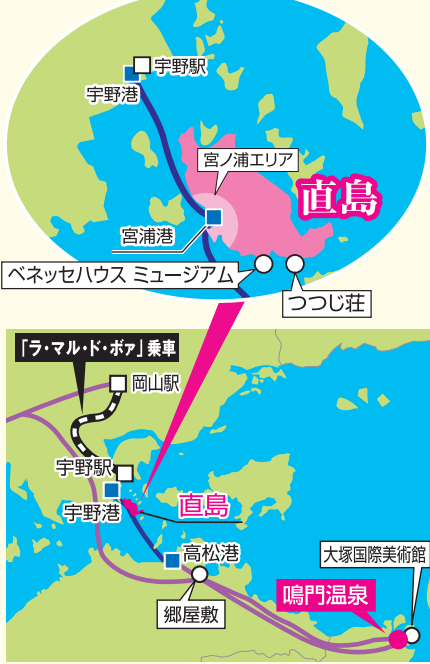 宇野駅
宇野港
宮ノ浦エリア
直島
宮浦港
ベネッセハウス ミュージアム
つつじ荘
「ラ・マル・ド・ボァ」乗車
岡山駅
宇野駅
宇野港
直島
高松港
大塚国際美術館
鳴門温泉
郷屋敷